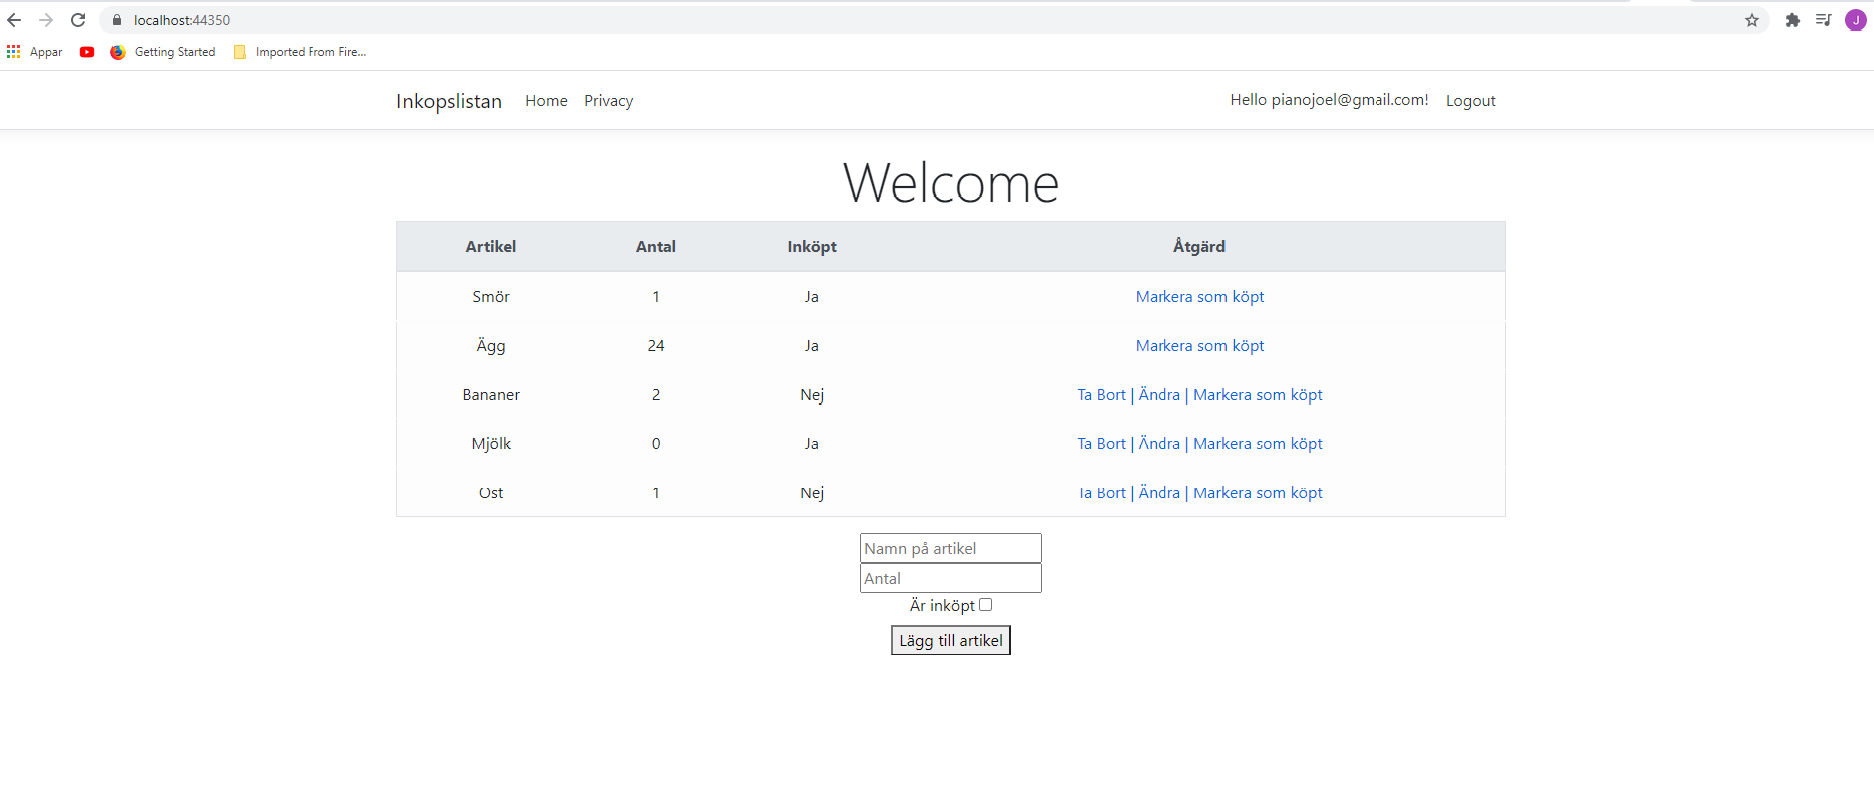 localhost:44350
J
Appar Getting Started Imported From Fire...
Inkopslistan Home Privacy Hello pianojoel@gmail.com! Logout
Welcome
Artikel Antal Inköpt Åtgärd
Smör 1 Ja Markera som köpt
Ägg 24 Ja Markera som köpt
Bananer 2 Nej Ta Bort | Ändra | Markera som köpt
Mjölk 0 Ja Ta Bort | Ändra | Markera som köpt
Ost 1 Nej Ta Bort | Ändra | Markera som köpt
Namn på artikel
Antal
Är inköpt
Lägg till artikel